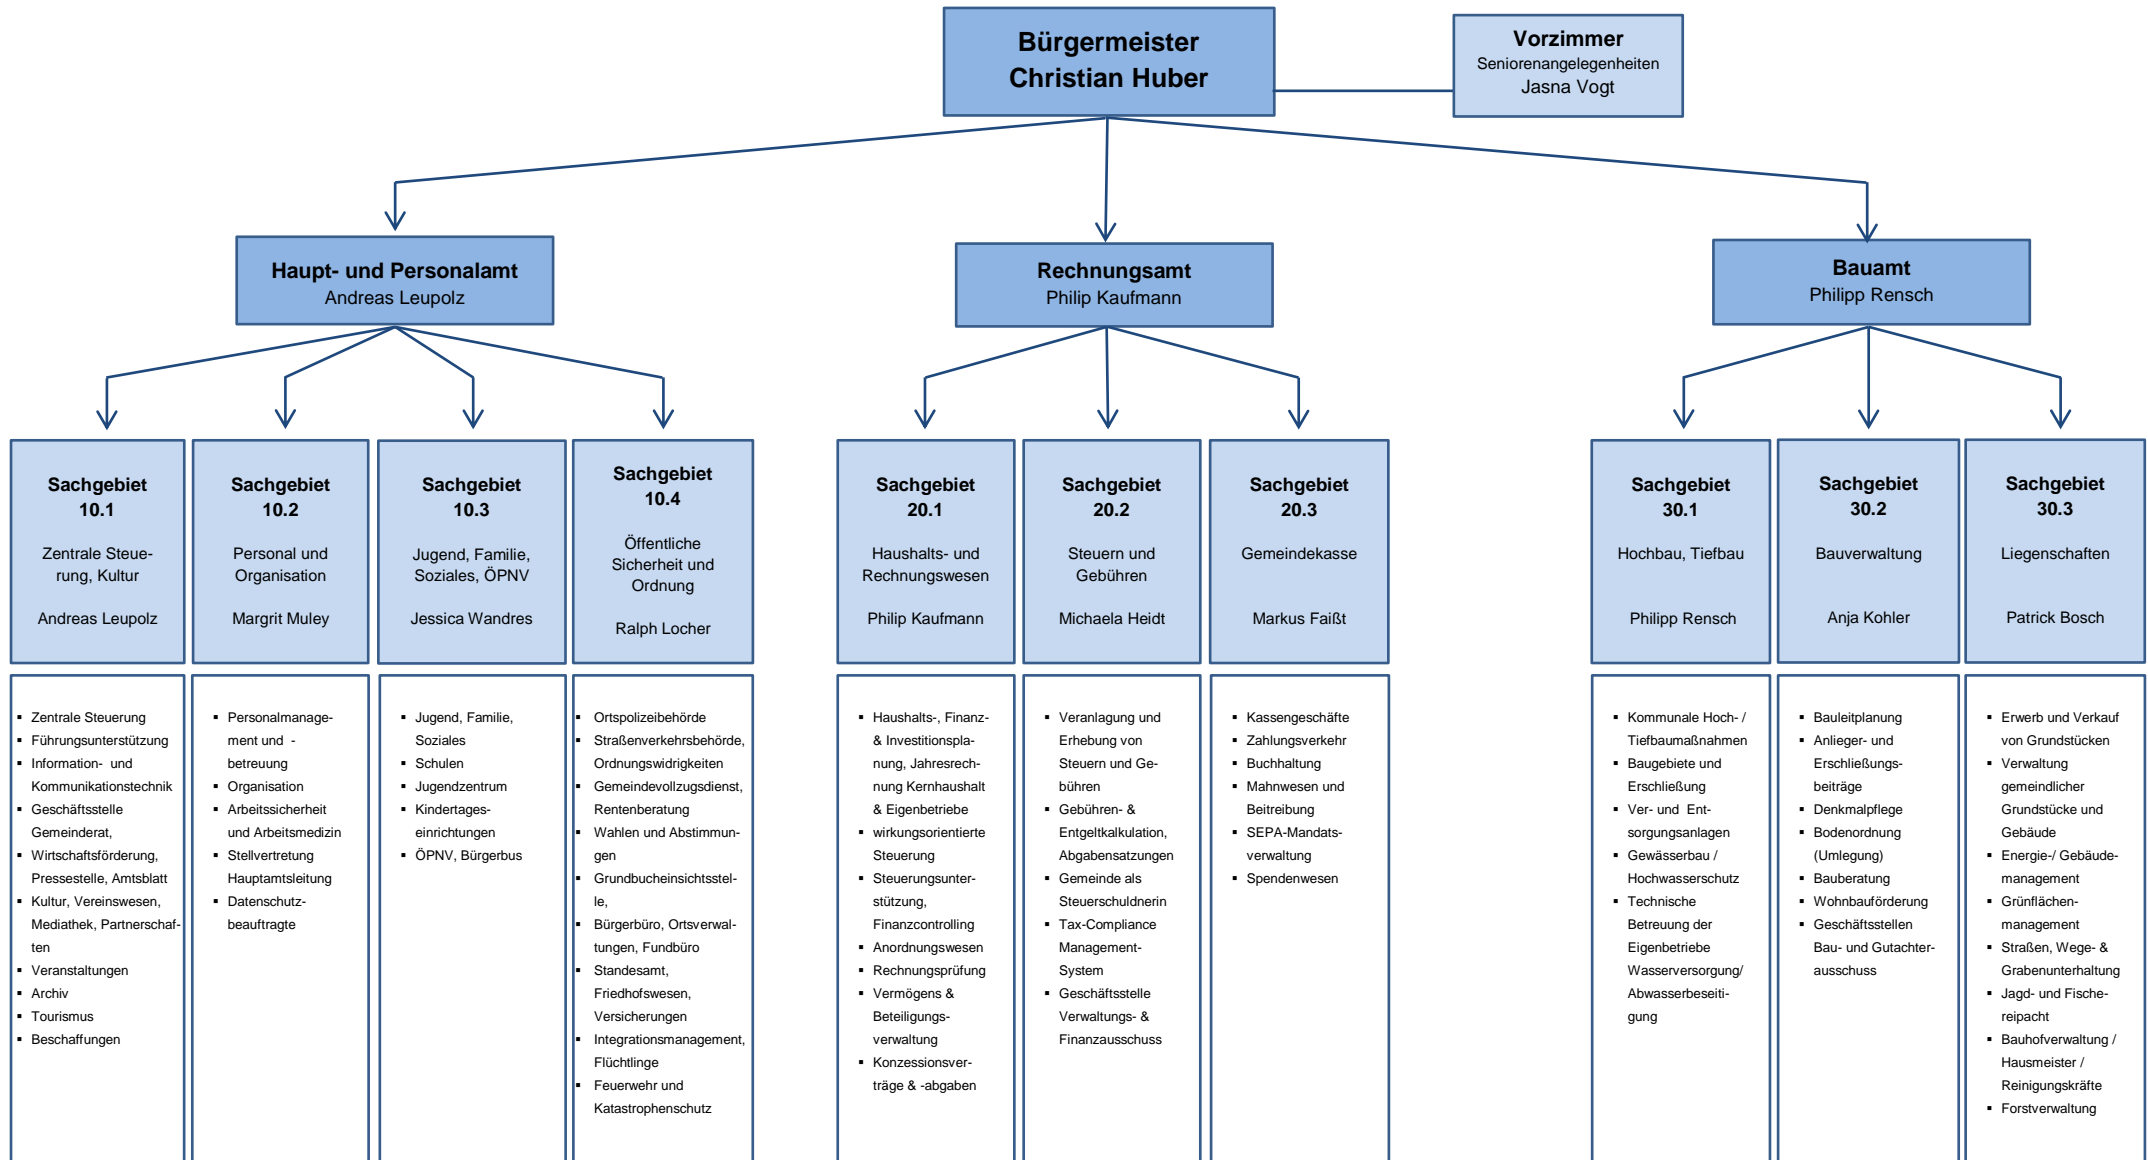 Bürgermeister
Christian Huber
Vorzimmer
Seniorenangelegenheiten
Jasna Vogt
Haupt- und Personalamt
Andreas Leupolz
Rechnungsamt
Philip Kaufmann
Bauamt
Philipp Rensch
Sachgebiet
10.1
Zentrale Steue-
rung, Kultur
Andreas Leupolz
Sachgebiet
10.2
Personal und
Organisation
Margrit Muley
Sachgebiet
10.3
Jugend, Familie,
Soziales, ÖPNV
Jessica Wandres
Sachgebiet
10.4
Öffentliche
Sicherheit und
Ordnung
Ralph Locher
Sachgebiet
20.1
Haushalts- und
Rechnungswesen
Philip Kaufmann
Sachgebiet
20.2
Steuern und
Gebühren
Michaela Heidt
Sachgebiet
20.3
Gemeindekasse
Markus Faißt
Sachgebiet
30.1
Hochbau, Tiefbau
Philipp Rensch
Sachgebiet
30.2
Bauverwaltung
Anja Kohler
Sachgebiet
30.3
Liegenschaften
Patrick Bosch
▪ Zentrale Steuerung
▪ Führungsunterstützung
▪ Information- und
Kommunikationstechnik
▪ Geschäftsstelle
Gemeinderat,
▪ Wirtschaftsförderung,
Pressestelle, Amtsblatt
▪ Kultur, Vereinswesen,
Mediathek, Partnerschaf-
ten
▪ Veranstaltungen
▪ Archiv
▪ Tourismus
▪ Beschaffungen
▪ Personalmanage-
ment und -
betreuung
▪ Organisation
▪ Arbeitssicherheit
und Arbeitsmedizin
▪ Stellvertretung
Hauptamtsleitung
▪ Datenschutz-
beauftragte
▪ Jugend, Familie,
Soziales
▪ Schulen
▪ Jugendzentrum
▪ Kindertages-
einrichtungen
▪ ÖPNV, Bürgerbus
▪ Ortspolizeibehörde
▪ Straßenverkehrsbehörde,
Ordnungswidrigkeiten
▪ Gemeindevollzugsdienst,
Rentenberatung
▪ Wahlen und Abstimmun-
gen
▪ Grundbucheinsichtsstel-
le,
▪ Bürgerbüro, Ortsverwal-
tungen, Fundbüro
▪ Standesamt,
Friedhofswesen,
Versicherungen
▪ Integrationsmanagement,
Flüchtlinge
▪ Feuerwehr und
Katastrophenschutz
▪ Haushalts-, Finanz-
& Investitionspla-
nung, Jahresrech-
nung Kernhaushalt
& Eigenbetriebe
▪ wirkungsorientierte
Steuerung
▪ Steuerungsunter-
stützung,
Finanzcontrolling
▪ Anordnungswesen
▪ Rechnungsprüfung
▪ Vermögens &
Beteiligungs-
verwaltung
▪ Konzessionsver-
träge & -abgaben
▪ Veranlagung und
Erhebung von
Steuern und Ge-
bühren
▪ Gebühren- &
Entgeltkalkulation,
Abgabensatzungen
▪ Gemeinde als
Steuerschuldnerin
▪ Tax-Compliance
Management-
System
▪ Geschäftsstelle
Verwaltungs- &
Finanzausschuss
▪ Kassengeschäfte
▪ Zahlungsverkehr
▪ Buchhaltung
▪ Mahnwesen und
Beitreibung
▪ SEPA-Mandats-
verwaltung
▪ Spendenwesen
▪ Kommunale Hoch- /
Tiefbaumaßnahmen
▪ Baugebiete und
Erschließung
▪ Ver- und Ent-
sorgungsanlagen
▪ Gewässerbau /
Hochwasserschutz
▪ Technische
Betreuung der
Eigenbetriebe
Wasserversorgung/
Abwasserbeseiti-
gung
▪ Bauleitplanung
▪ Anlieger- und
Erschließungs-
beiträge
▪ Denkmalpflege
▪ Bodenordnung
(Umlegung)
▪ Bauberatung
▪ Wohnbauförderung
▪ Geschäftsstellen
Bau- und Gutachter-
ausschuss
▪ Erwerb und Verkauf
von Grundstücken
▪ Verwaltung
gemeindlicher
Grundstücke und
Gebäude
▪ Energie-/ Gebäude-
management
▪ Grünflächen-
management
▪ Straßen, Wege- &
Grabenunterhaltung
▪ Jagd- und Fische-
reipacht
▪ Bauhofverwaltung /
Hausmeister /
Reinigungskräfte
▪ Forstverwaltung